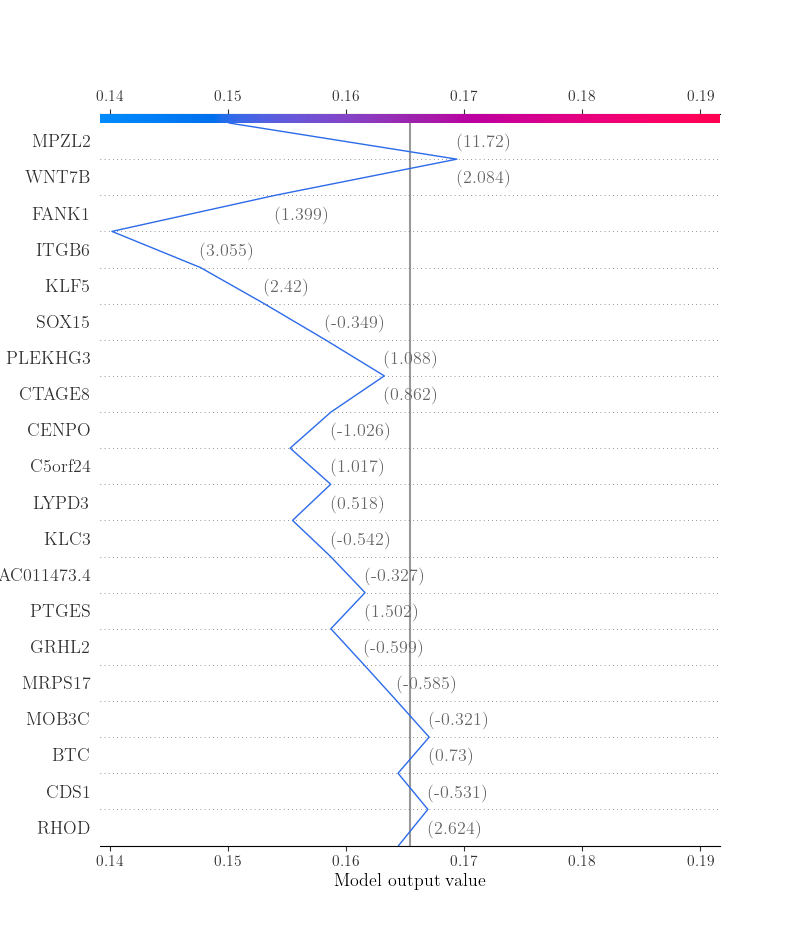 0.14 0.15 0.16 0.17 0.18 0.19
MPZL2 (11.72)
WNT7B (2.084)
FANK1 (1.399)
ITGB6 (3.055)
KLF5 (2.42)
SOX15 (-0.349)
PLEKHG3 (1.088)
CTAGE8 (0.862)
CENPO (-1.026)
C5orf24 (1.017)
LYPD3 (0.518)
KLC3 (-0.542)
AC011473.4 (-0.327)
PTGES (1.502)
GRHL2 (-0.599)
MRPS17 (-0.585)
MOB3C (-0.321)
BTC (0.73)
CDS1 (-0.531)
RHOD (2.624)
0.14 0.15 0.16 0.17 0.18 0.19
Model output value